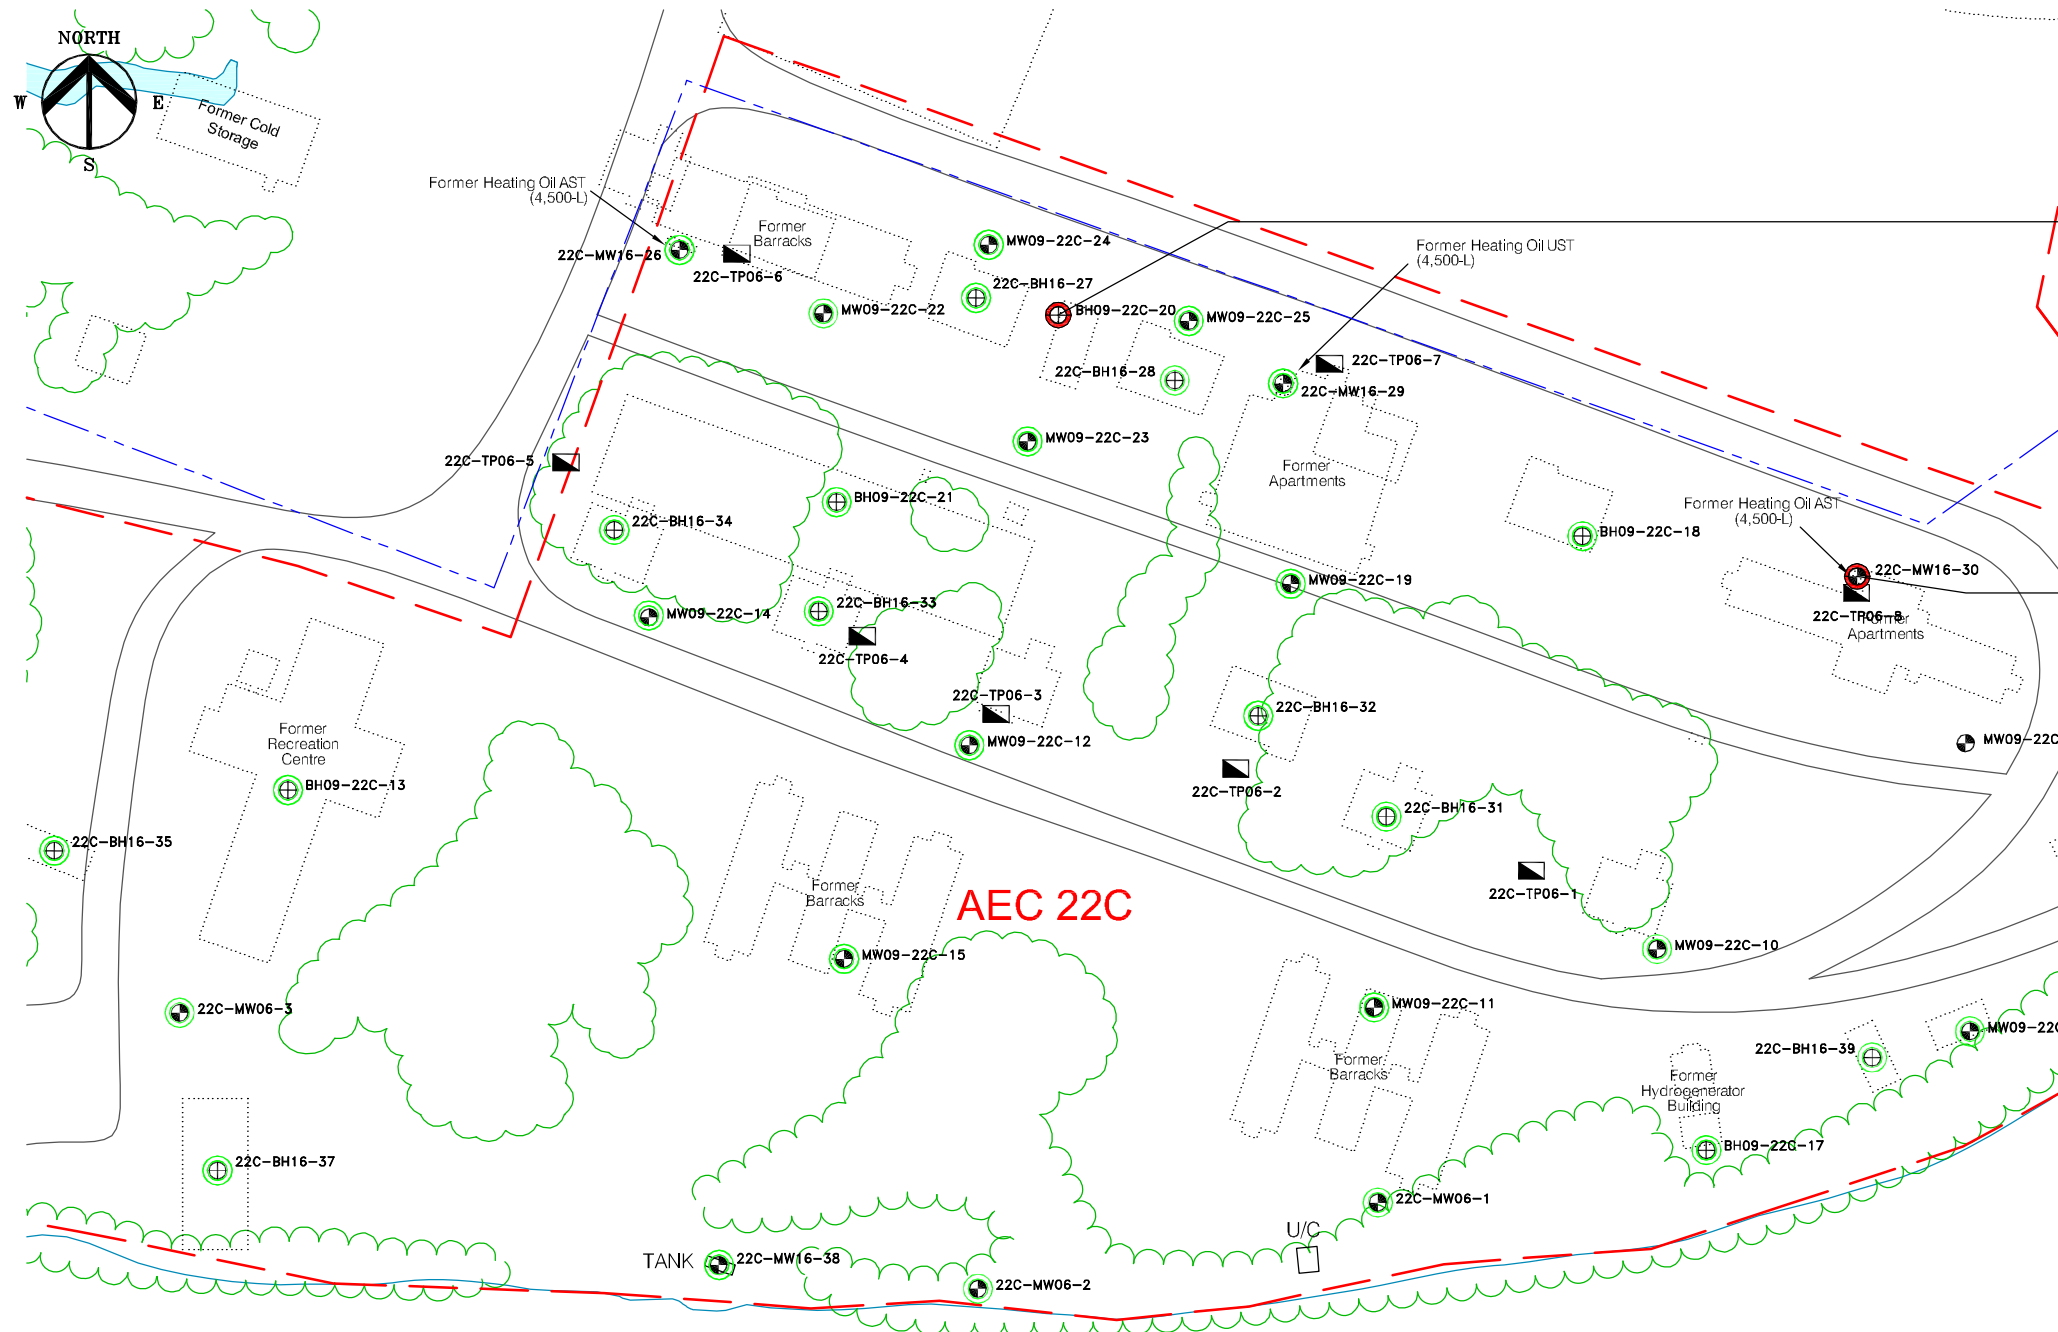 NORTH
W
E
S
Former Cold
Storage
Former Heating Oil AST
(4,500-L)
22C-MW16-26
22C-TP06-6
Former
Barracks
MW09-22C-24
22C-BH16-27
MW09-22C-22
BH09-22C-20
MW09-22C-25
Former Heating Oil UST
(4,500-L)
22C-TP06-7
22C-BH16-28
22C-MW16-29
MW09-22C-23
22C-TP06-5
Former
Apartments
BH09-22C-21
22C-BH16-34
Former Heating Oil AST
(4,500-L)
BH09-22C-18
22C-MW16-30
MW09-22C-19
22C-BH16-33
MW09-22C-14
22C-TP06-8
Former
Apartments
22C-TP06-4
22C-TP06-3
22C-BH16-32
MW09-22C-12
MW09-22C
Former
Recreation
Centre
BH09-22C-13
22C-TP06-2
22C-BH16-31
22C-BH16-35
Former
Barracks
AEC 22C
22C-TP06-1
MW09-22C-15
MW09-22C-10
22C-MW06-3
MW09-22C-11
MW09-22C
22C-BH16-39
Former
Barracks
Former
Hydrogenerator
Building
BH09-22C-17
22C-BH16-37
22C-MW06-1
U/C
TANK
22C-MW16-38
22C-MW06-2